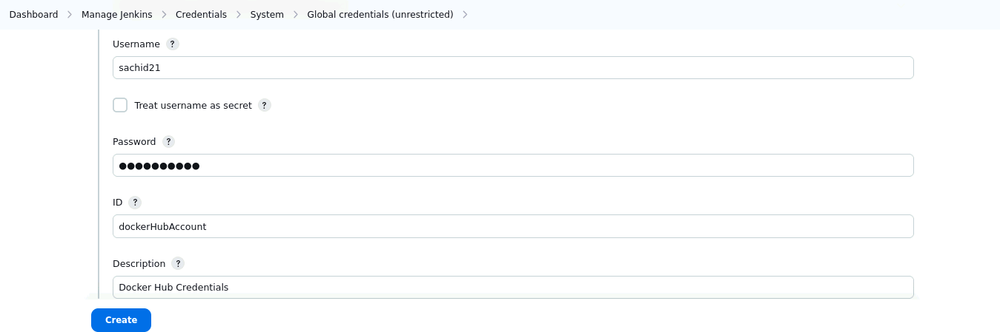 Dashboard > Manage Jenkins > Credentials > System > Global credentials (unrestricted) >
Username ?
sachid21
Treat username as secret ?
Password ?
●●●●●●●●●●
ID ?
dockerHubAccount
Description ?
Docker Hub Credentials
Create